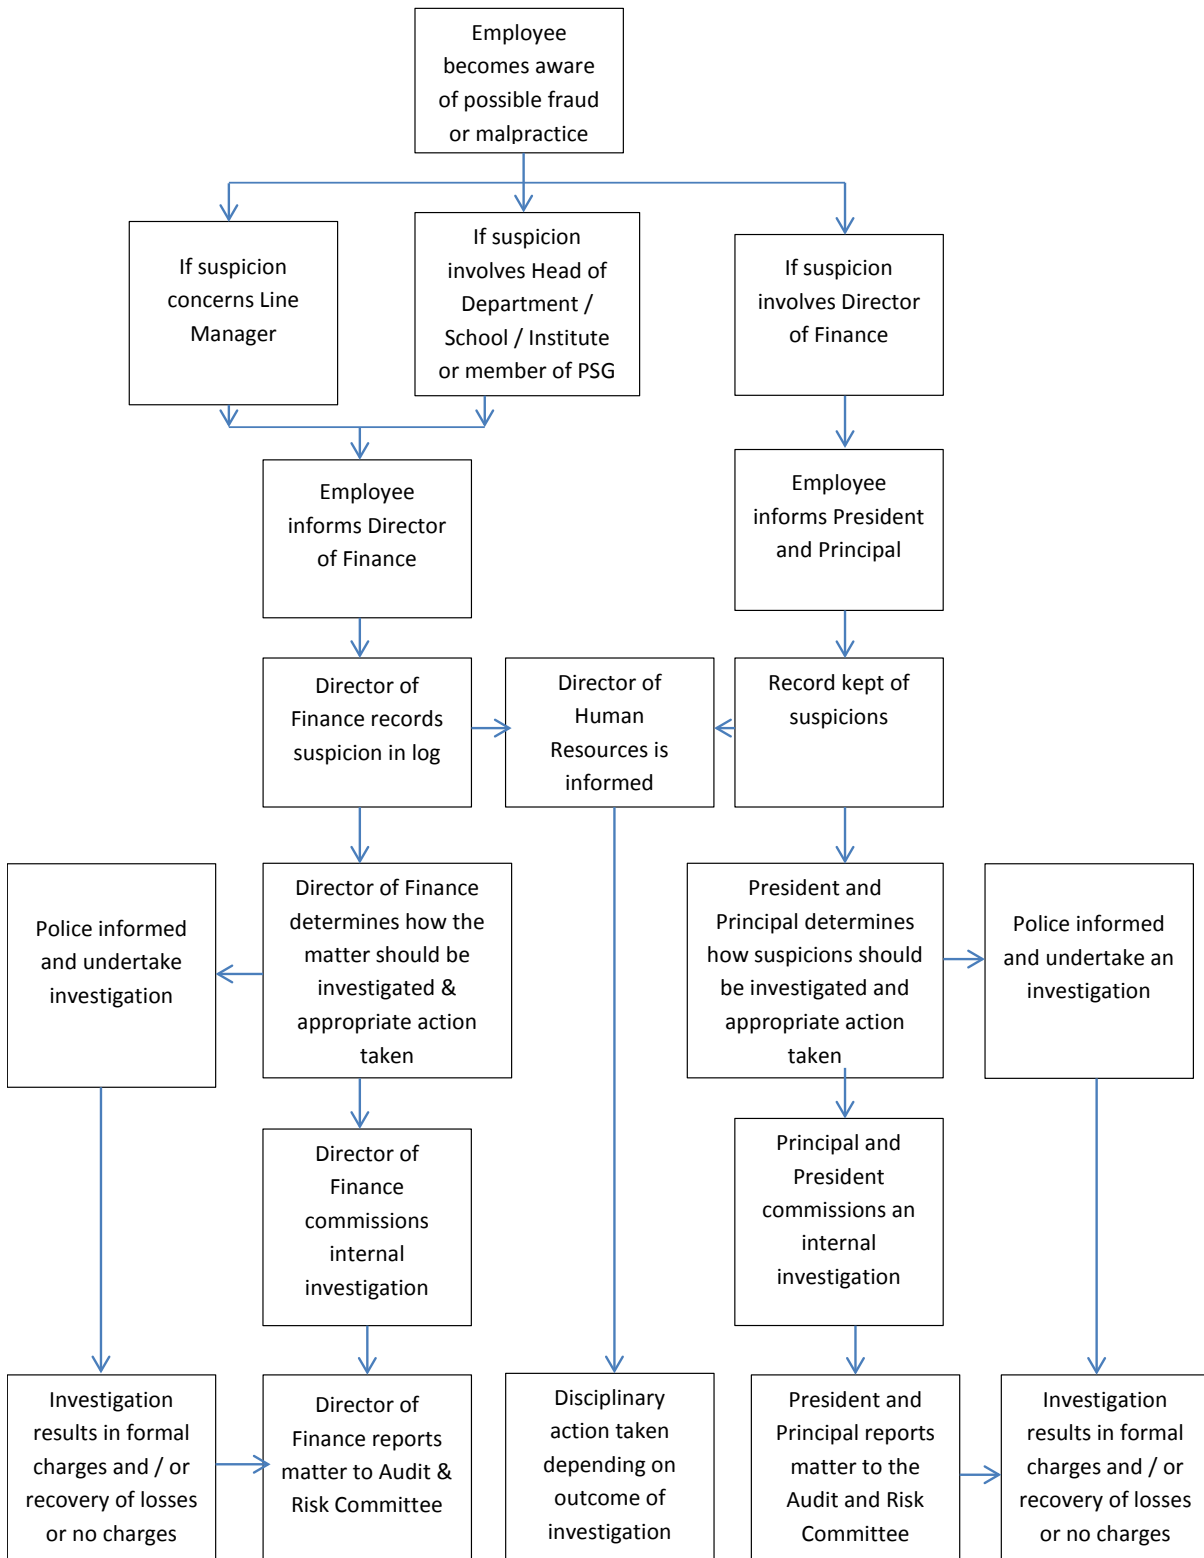 Employee
becomes aware
of possible fraud
or malpractice
If suspicion
concerns Line
Manager
If suspicion
involves Head of
Department /
School / Institute
or member of PSG
If suspicion
involves Director
of Finance
Employee
informs Director
of Finance
Employee
informs President
and Principal
Director of
Finance records
suspicion in log
Director of
Human
Resources is
informed
Record kept of
suspicions
Police informed
and undertake
investigation
Director of Finance
determines how the
matter should be
investigated &
appropriate action
taken
President and
Principal determines
how suspicions should
be investigated and
appropriate action
taken
Police informed
and undertake an
investigation
Director of
Finance
commissions
internal
investigation
Principal and
President
commissions an
internal
investigation
Investigation
results in formal
charges and / or
recovery of losses
or no charges
Director of
Finance reports
matter to Audit &
Risk Committee
Disciplinary
action taken
depending on
outcome of
investigation
President and
Principal reports
matter to the
Audit and Risk
Committee
Investigation
results in formal
charges and / or
recovery of losses
or no charges